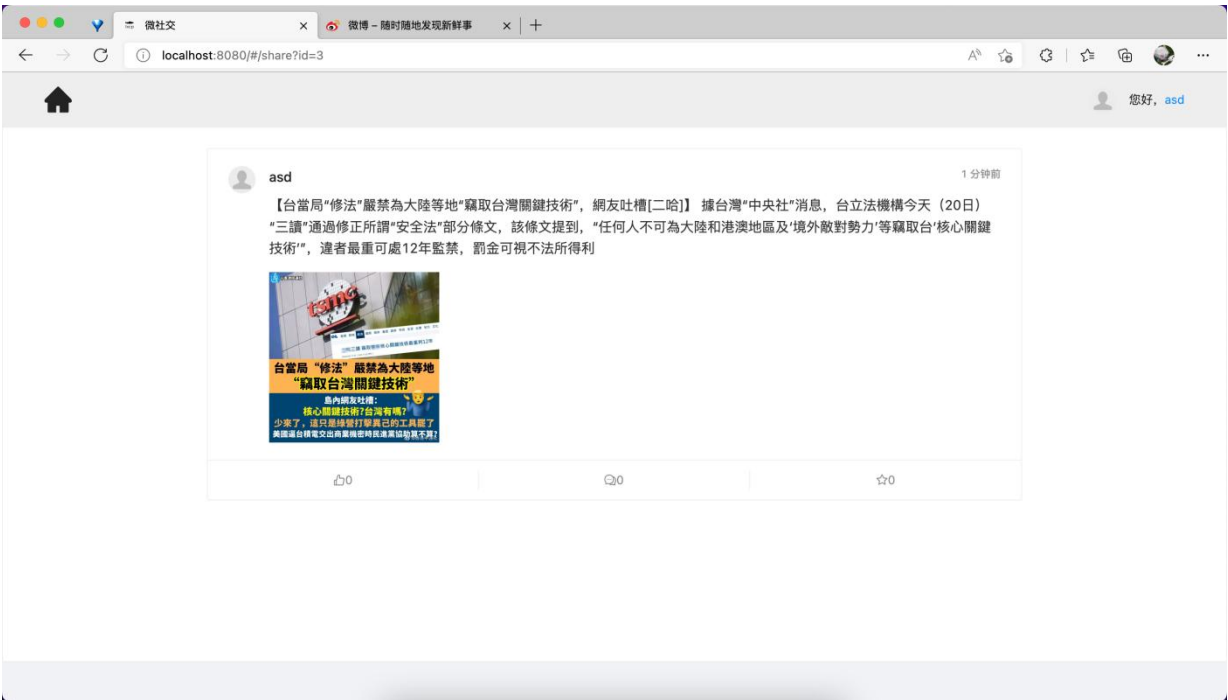 微社交
微博 – 随时随地发现新鲜事
localhost:8080/#/share?id=3
您好，asd
asd
1 分钟前
【台當局“修法”嚴禁為大陸等地“竊取台灣關鍵技術”，網友吐槽[二哈]】 據台灣“中央社”消息，台立法機構今天（20日）
“三讀”通過修正所謂“安全法”部分條文，該條文提到，“任何人不可為大陸和港澳地區及‘境外敵對勢力’等竊取台‘核心關鍵
技術’”，違者最重可處12年監禁，罰金可視不法所得利
tsmc
台當局“修法”嚴禁為大陸等地
“竊取台灣關鍵技術”
島內網友吐槽：
核心關鍵技術?台灣有嗎?
少來了，這只是綠營打擊異己的工具罷了
美國逼台積電交出商業機密時民進黨協助算不算?
0
0
0